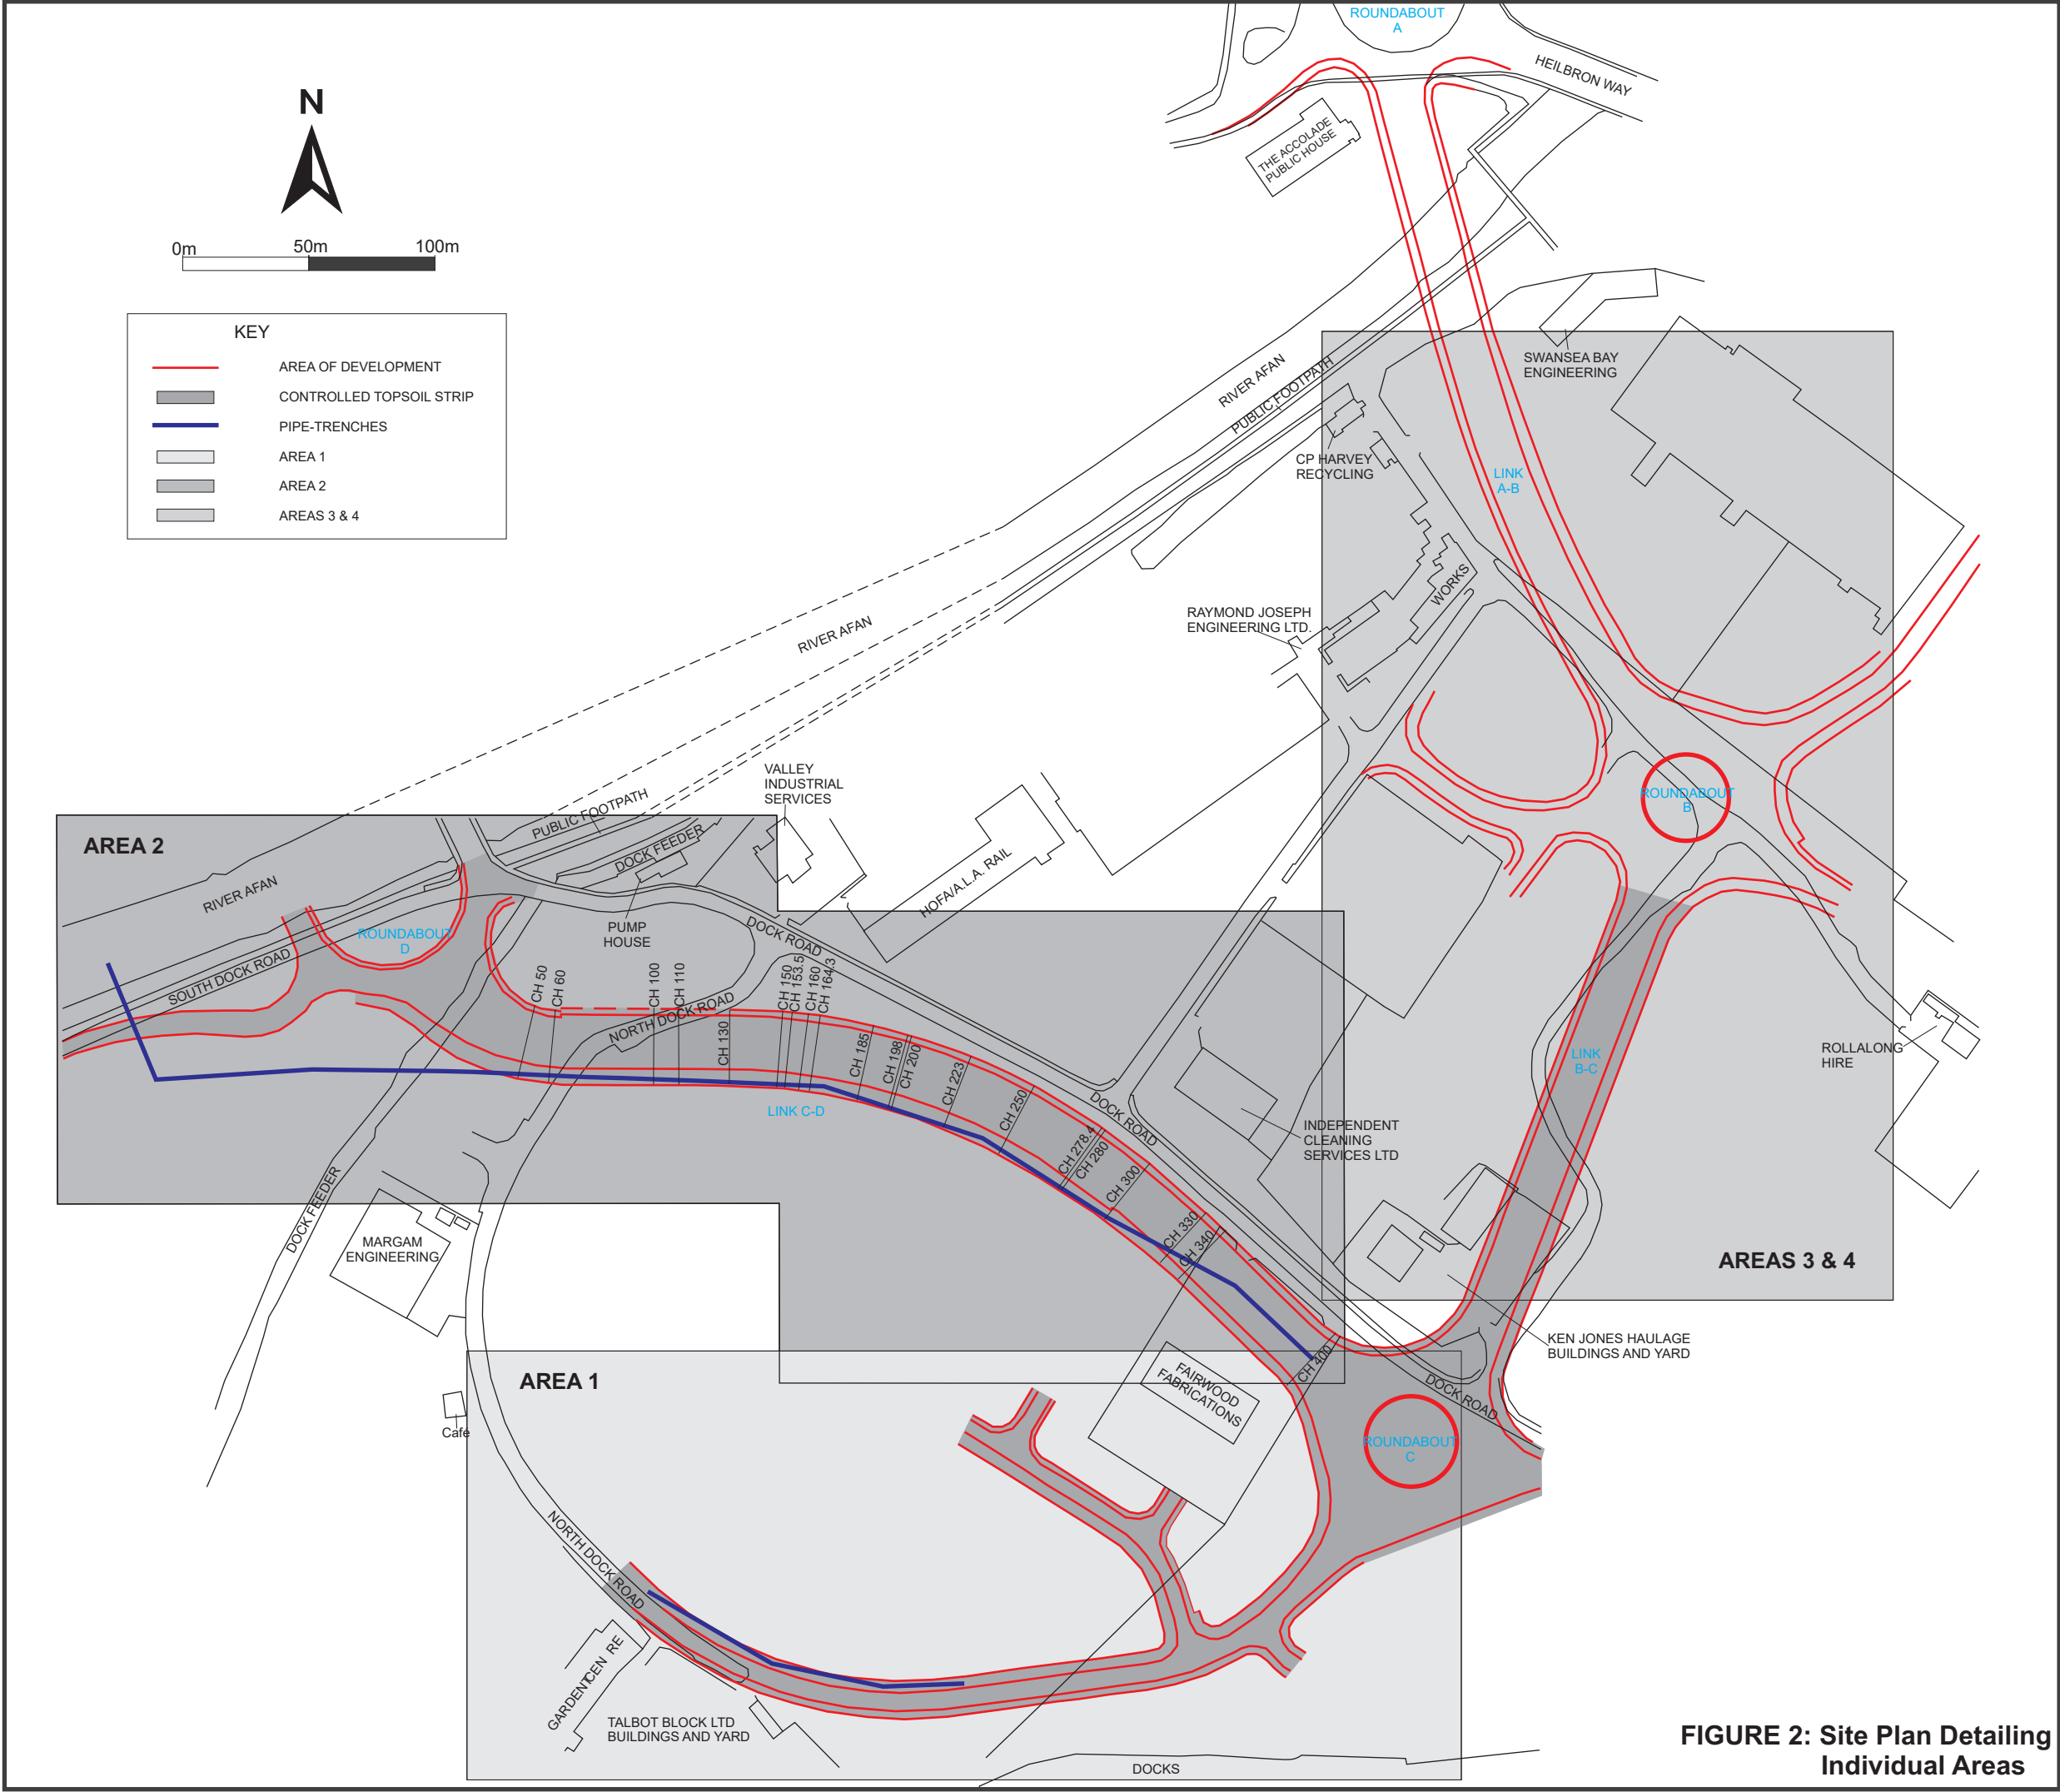 ROUNDABOUT
A
HEILBRON WAY
THE ACCOLADE
PUBLIC HOUSE
N
0m
50m
100m
KEY
AREA OF DEVELOPMENT
CONTROLLED TOPSOIL STRIP
PIPE-TRENCHES
AREA 1
AREA 2
AREAS 3 & 4
SWANSEA BAY
ENGINEERING
RIVER AFAN
PUBLIC FOOTPATH
CP HARVEY
RECYCLING
LINK
A-B
WORKS
RAYMOND JOSEPH
ENGINEERING LTD.
RIVER AFAN
VALLEY
INDUSTRIAL
SERVICES
ROUNDABOUT
B
PUBLIC FOOTPATH
DOCK FEEDER
AREA 2
RIVER AFAN
HOFA/A.L.A. RAIL
PUMP
HOUSE
DOCK ROAD
ROUNDABOUT
D
SOUTH DOCK ROAD
NORTH DOCK ROAD
CH 50
CH 60
CH 100
CH 110
CH 130
CH 150
CH 153.5
CH 160
CH 164.3
CH 185
CH 198
CH 200
CH 223
CH 250
CH 278.4
CH 280
CH 300
CH 330
CH 340
CH 400
LINK C-D
DOCK ROAD
INDEPENDENT
CLEANING
SERVICES LTD
LINK
B-C
ROLLALONG
HIRE
DOCK FEEDER
MARGAM
ENGINEERING
AREAS 3 & 4
KEN JONES HAULAGE
BUILDINGS AND YARD
AREA 1
FAIRWOOD
FABRICATIONS
DOCK ROAD
Cafe
ROUNDABOUT
C
NORTH DOCK ROAD
GARDENTCEN RE
TALBOT BLOCK LTD
BUILDINGS AND YARD
DOCKS
FIGURE 2: Site Plan Detailing
Individual Areas